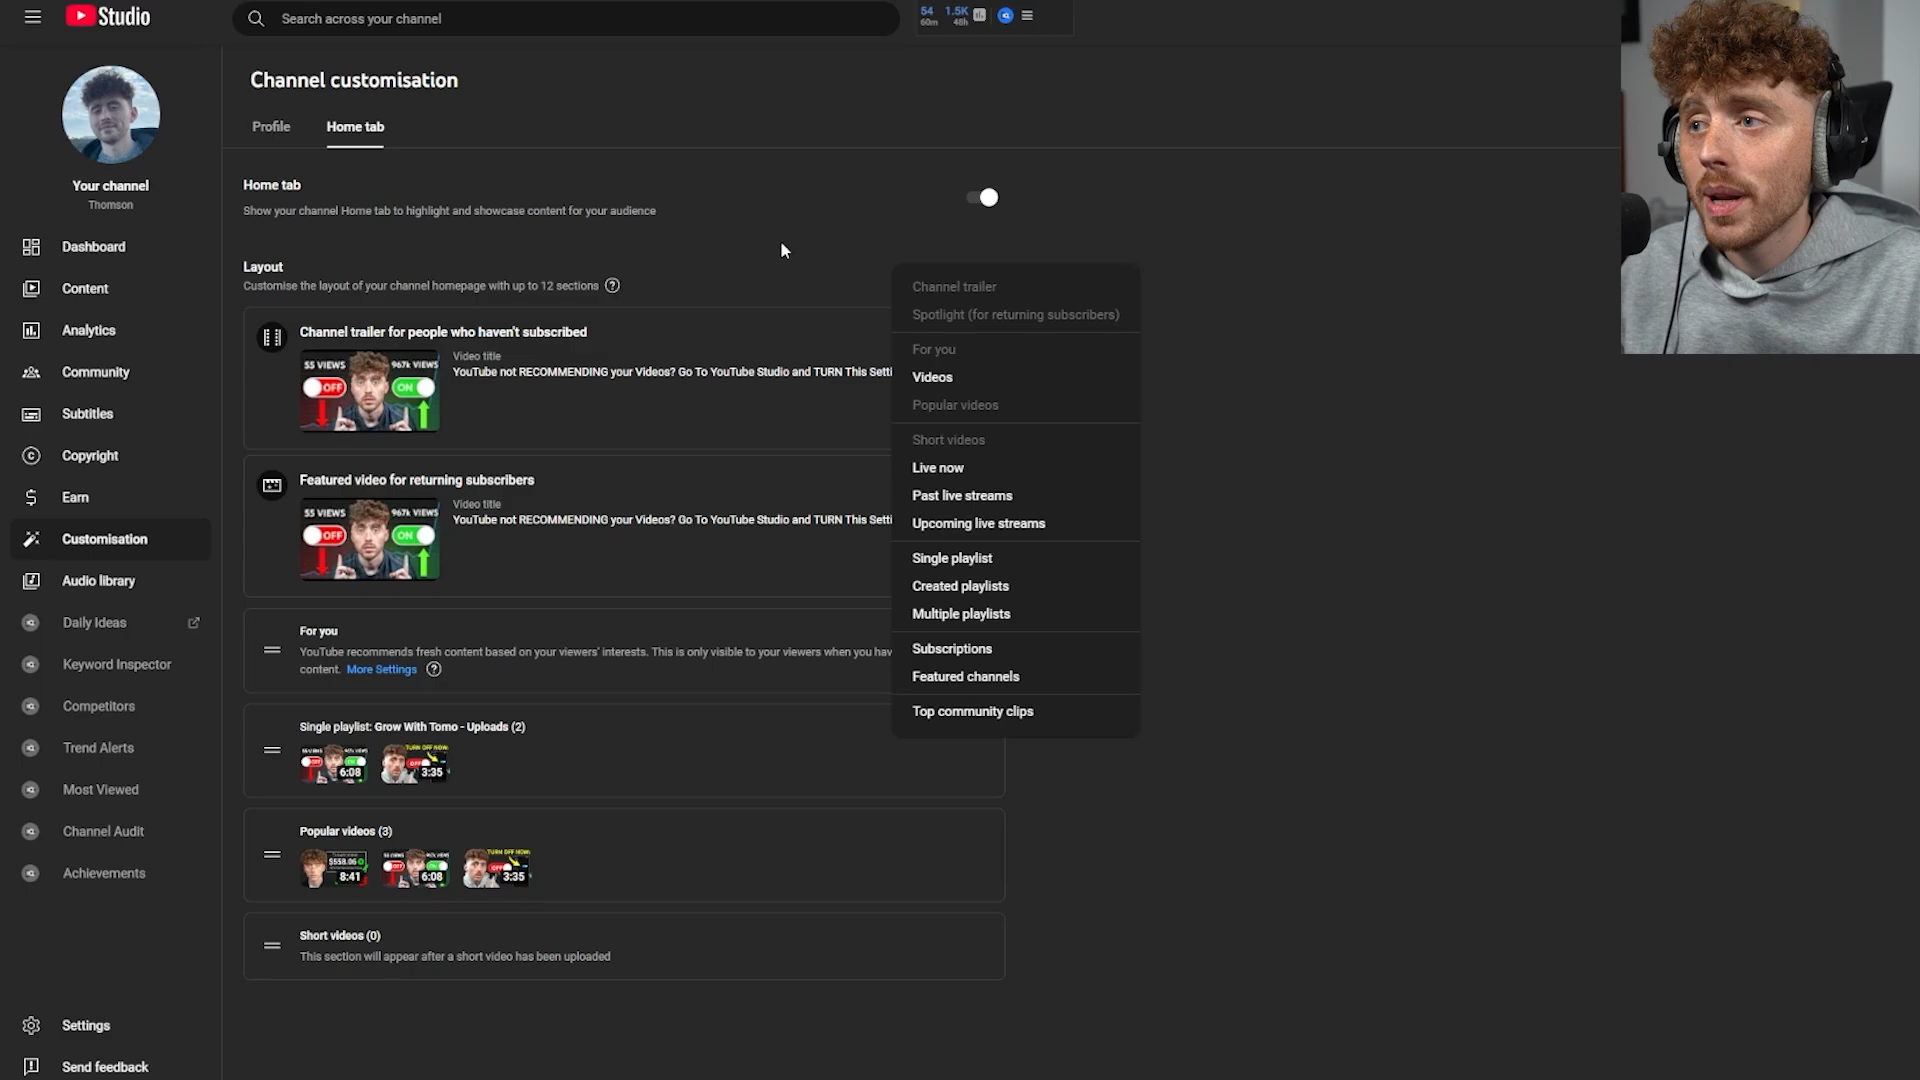 Studio
Search across your channel
54
60m
1.5K
48h
Channel customisation
Profile
Home tab
Your channel
Thomson
Dashboard
Content
Analytics
Community
Subtitles
Copyright
Earn
Customisation
Audio library
Daily Ideas
Keyword Inspector
Competitors
Trend Alerts
Most Viewed
Channel Audit
Achievements
Settings
Send feedback
Home tab
Show your channel Home tab to highlight and showcase content for your audience
Layout
Customise the layout of your channel homepage with up to 12 sections
Channel trailer for people who haven't subscribed
55 VIEWS
967k VIEWS
OFF
ON
Video title
YouTube not RECOMMENDING your Videos? Go To YouTube Studio and TURN This Setti
Featured video for returning subscribers
55 VIEWS
967k VIEWS
OFF
ON
Video title
YouTube not RECOMMENDING your Videos? Go To YouTube Studio and TURN This Setti
For you
YouTube recommends fresh content based on your viewers' interests. This is only visible to your viewers when you hav
content. More Settings
Single playlist: Grow With Tomo - Uploads (2)
6:08
TURN OFF NOW
3:35
Popular videos (3)
$558.06
8:41
6:08
TURN OFF NOW
3:35
Short videos (0)
This section will appear after a short video has been uploaded
Channel trailer
Spotlight (for returning subscribers)
For you
Videos
Popular videos
Short videos
Live now
Past live streams
Upcoming live streams
Single playlist
Created playlists
Multiple playlists
Subscriptions
Featured channels
Top community clips